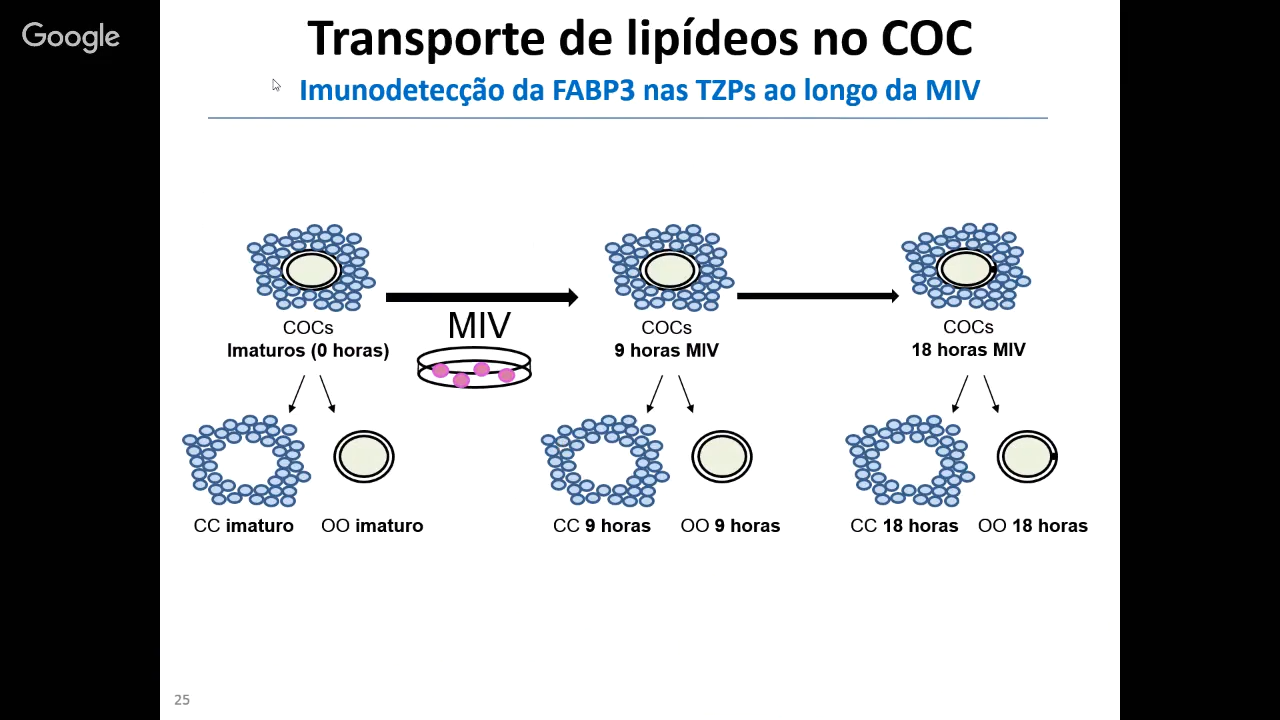 Google
Transporte de lipídeos no COC
Imunodetecção da FABP3 nas TZPs ao longo da MIV
MIV
COCs
Imaturos (0 horas)
COCs
9 horas MIV
COCs
18 horas MIV
CC imaturo
OO imaturo
CC 9 horas
OO 9 horas
CC 18 horas
OO 18 horas
25